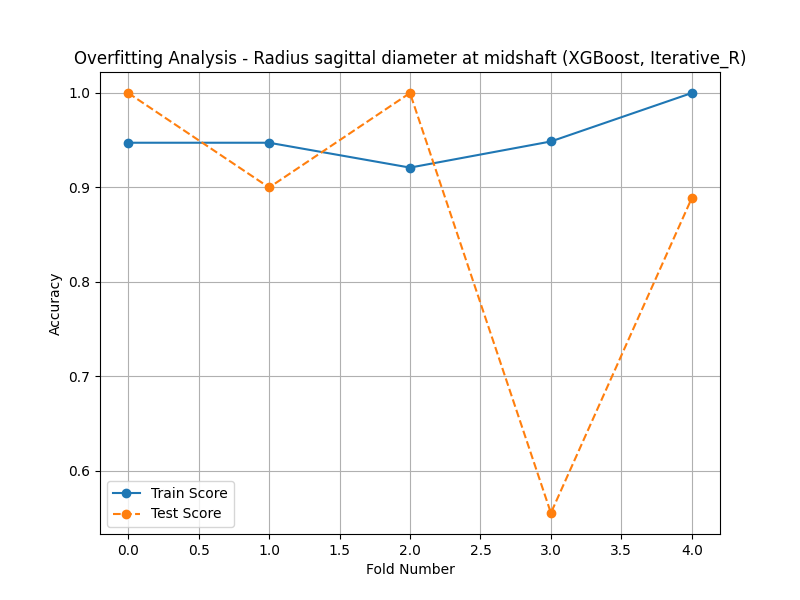 Overfitting Analysis - Radius sagittal diameter at midshaft (XGBoost, Iterative_R)
1.0
0.9
0.8
0.7
0.6
Accuracy
Train Score
Test Score
0.0 0.5 1.0 1.5 2.0 2.5 3.0 3.5 4.0
Fold Number